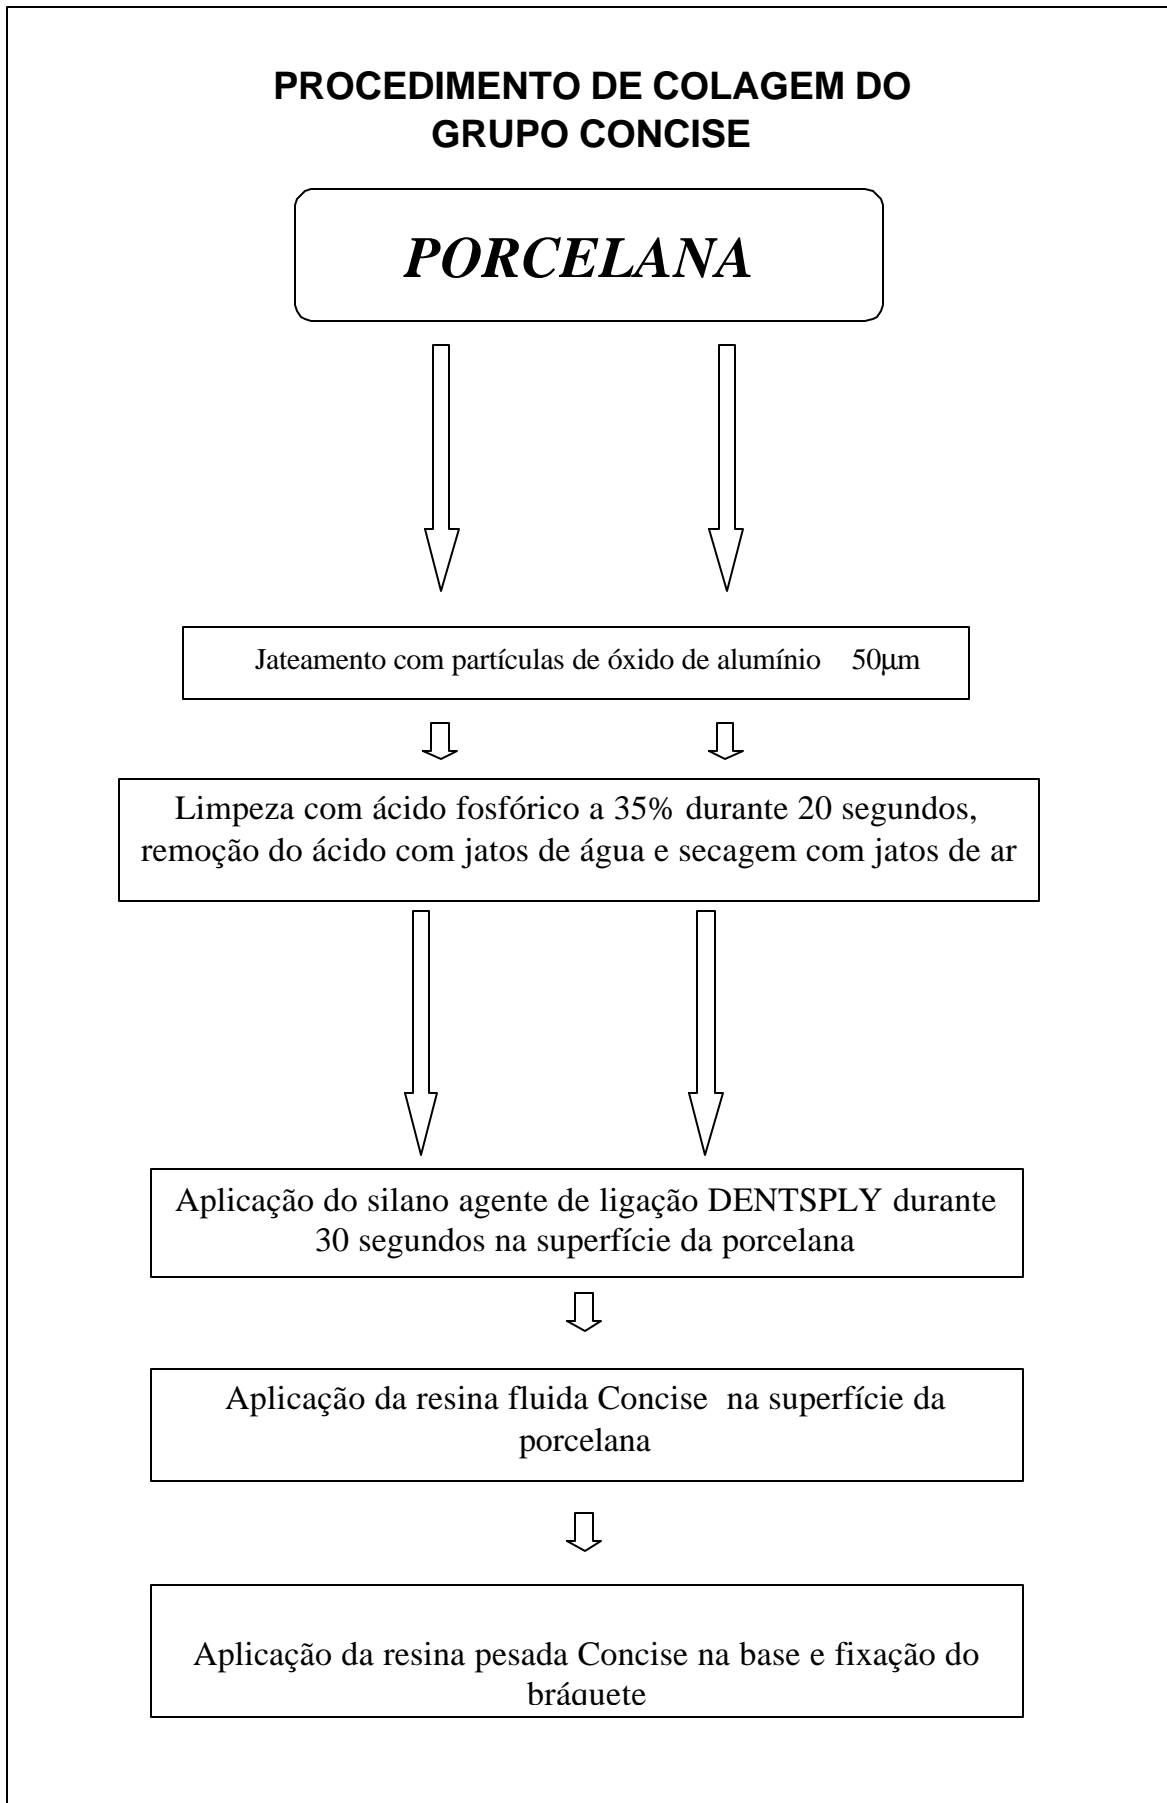 PROCEDIMENTO DE COLAGEM DO
GRUPO CONCISE
PORCELANA
Jateamento com partículas de óxido de alumínio 50μm
Limpeza com ácido fosfórico a 35% durante 20 segundos,
remoção do ácido com jatos de água e secagem com jatos de ar
Aplicação do silano agente de ligação DENTSPLY durante
30 segundos na superfície da porcelana
Aplicação da resina fluida Concise na superfície da
porcelana
Aplicação da resina pesada Concise na base e fixação do
bráquete